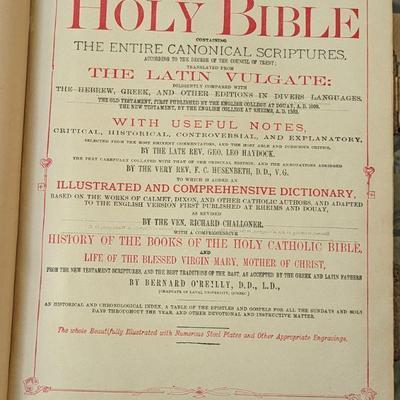 HOLY BIBLE
CONTAINING
THE ENTIRE CANONICAL SCRIPTURES,
ACCORDING TO THE DECREE OF THE COUNCIL OF TRENT;
TRANSLATED FROM
THE LATIN VULGATE:
DILIGENTLY COMPARED WITH
THE HEBREW, GREEK, AND OTHER EDITIONS IN DIVERS LANGUAGES,
THE OLD TESTAMENT, FIRST PUBLISHED BY THE ENGLISH COLLEGE AT DOUAY, A.D. 1609.
THE NEW TESTAMENT, BY THE ENGLISH COLLEGE AT RHEIMS, A.D. 1582.
WITH USEFUL NOTES,
CRITICAL, HISTORICAL, CONTROVERSIAL, AND EXPLANATORY,
SELECTED FROM THE MOST EMINENT COMMENTATORS, AND THE MOST ABLE AND JUDICIOUS CRITICS,
BY THE LATE REV. GEO. LEO HAYDOCK.
THE TEXT CAREFULLY COLLATED WITH THAT OF THE ORIGINAL EDITION, AND THE ANNOTATIONS ABRIDGED
BY THE VERY REV. F. C. HUSENBETH, D.D., V.G.
TO WHICH IS ADDED AN
ILLUSTRATED AND COMPREHENSIVE DICTIONARY,
BASED ON THE WORKS OF CALMET, DIXON, AND OTHER CATHOLIC AUTHORS, AND ADAPTED
TO THE ENGLISH VERSION FIRST PUBLISHED AT RHEIMS AND DOUAY,
AS REVISED
BY THE VEN. RICHARD CHALLONER.
WITH A COMPREHENSIVE
HISTORY OF THE BOOKS OF THE HOLY CATHOLIC BIBLE,
AND
LIFE OF THE BLESSED VIRGIN MARY, MOTHER OF CHRIST,
FROM THE NEW TESTAMENT SCRIPTURES, AND THE BEST TRADITIONS OF THE EAST, AS ACCEPTED BY THE GREEK AND LATIN FATHERS
BY BERNARD O'REILLY, D.D., L.D.,
(GRADUATE OF LAVAL UNIVERSITY, QUEBEC.)
AN HISTORICAL AND CHRONOLOGICAL INDEX, A TABLE OF THE EPISTLES AND GOSPELS FOR ALL THE SUNDAYS AND HOLY
DAYS THROUGHOUT THE YEAR, AND OTHER DEVOTIONAL AND INSTRUCTIVE MATTER.
The whole Beautifully Illustrated with Numerous Steel Plates and Other Appropriate Engravings.